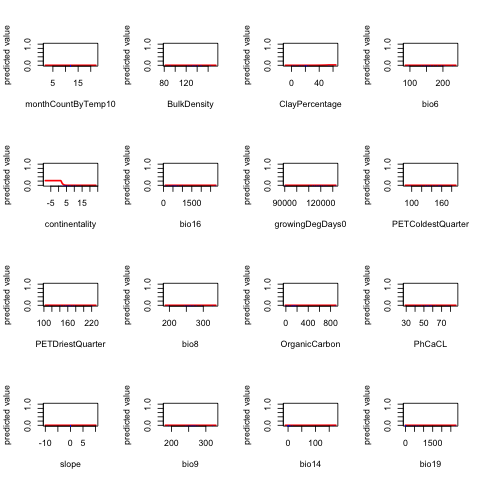 predicted value
0.0 1.0
5 15
monthCountByTemp10
predicted value
0.0 1.0
80 120
BulkDensity
predicted value
0.0 1.0
0 40
ClayPercentage
predicted value
0.0 1.0
100 200
bio6
predicted value
0.0 1.0
-5 5 15
continentality
predicted value
0.0 1.0
0 1500
bio16
predicted value
0.0 1.0
90000 120000
growingDegDays0
predicted value
0.0 1.0
100 160
PETColdestQuarter
predicted value
0.0 1.0
100 160 220
PETDriestQuarter
predicted value
0.0 1.0
200 300
bio8
predicted value
0.0 1.0
0 400 800
OrganicCarbon
predicted value
0.0 1.0
30 50 70
PhCaCL
predicted value
0.0 1.0
-10 0 5
slope
predicted value
0.0 1.0
200 300
bio9
predicted value
0.0 1.0
0 100
bio14
predicted value
0.0 1.0
0 1500
bio19